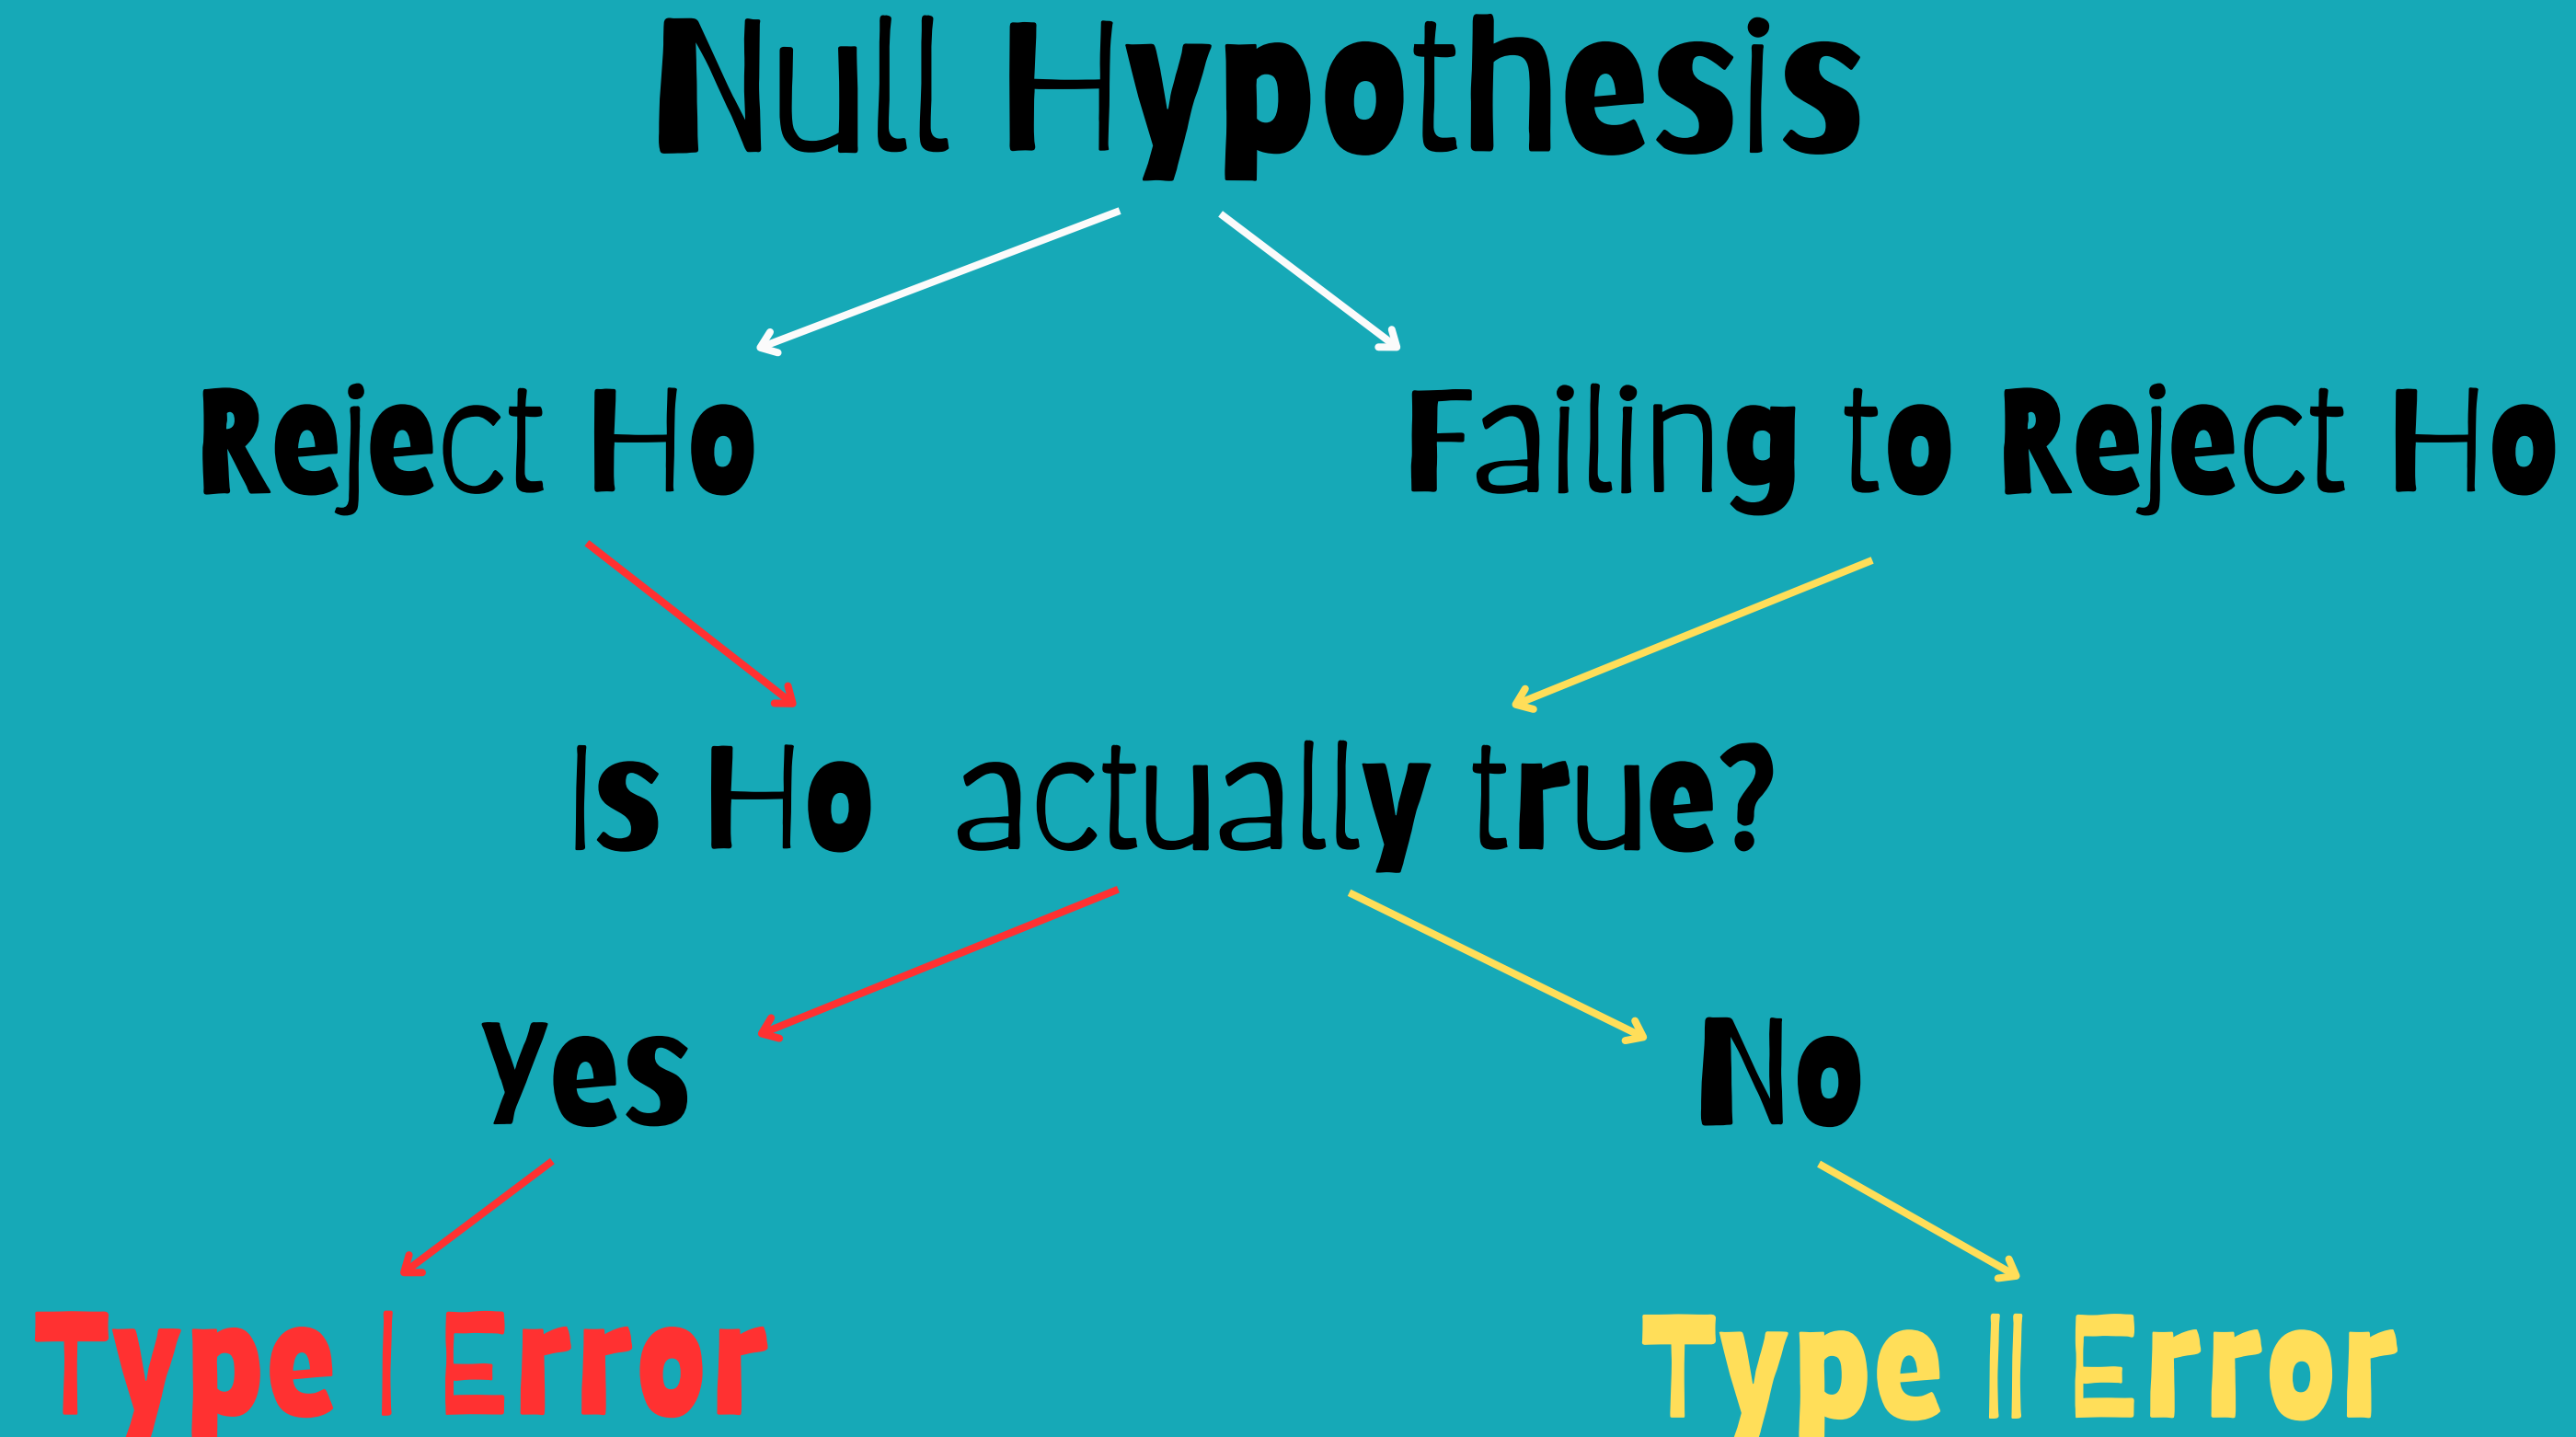 Null Hypothesis
Reject Ho
Failing to Reject Ho
Is Ho actually true?
Yes
No
Type I Error
Type II Error